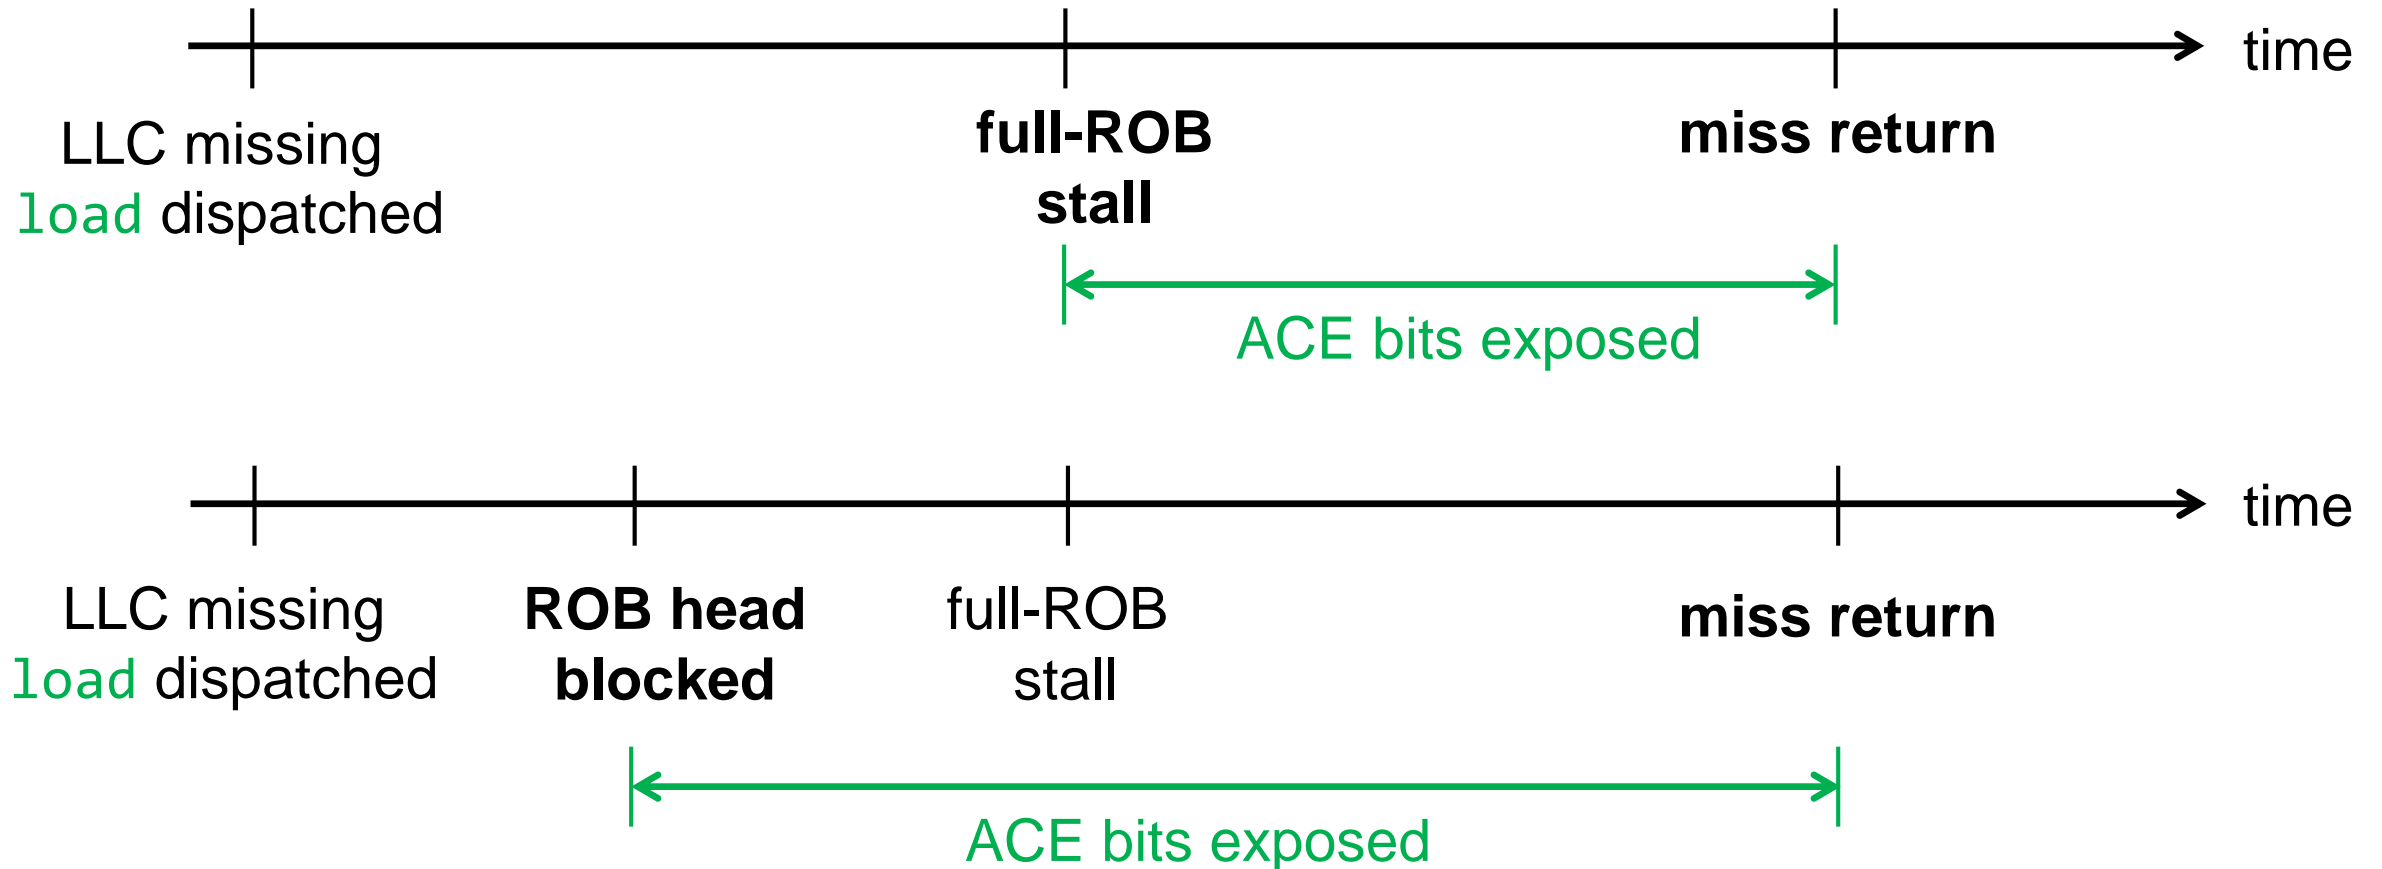 time
LLC missing
load dispatched
full-ROB
stall
miss return
ACE bits exposed
time
LLC missing
load dispatched
ROB head
blocked
full-ROB
stall
miss return
ACE bits exposed